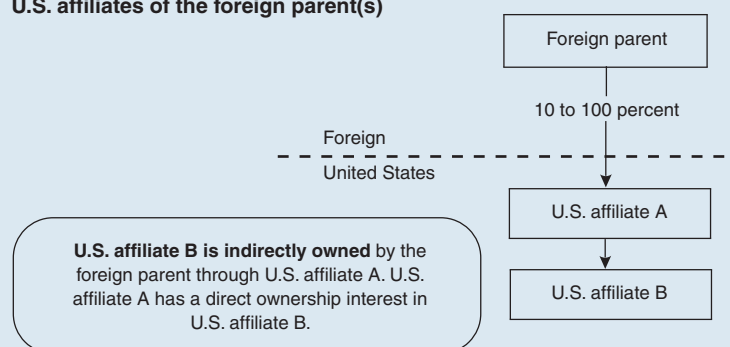 U.S. affiliates of the foreign parent(s)
Foreign parent
10 to 100 percent
Foreign
United States
U.S. affiliate A
U.S. affiliate B is indirectly owned by the
foreign parent through U.S. affiliate A. U.S.
affiliate A has a direct ownership interest in
U.S. affiliate B.
U.S. affiliate B